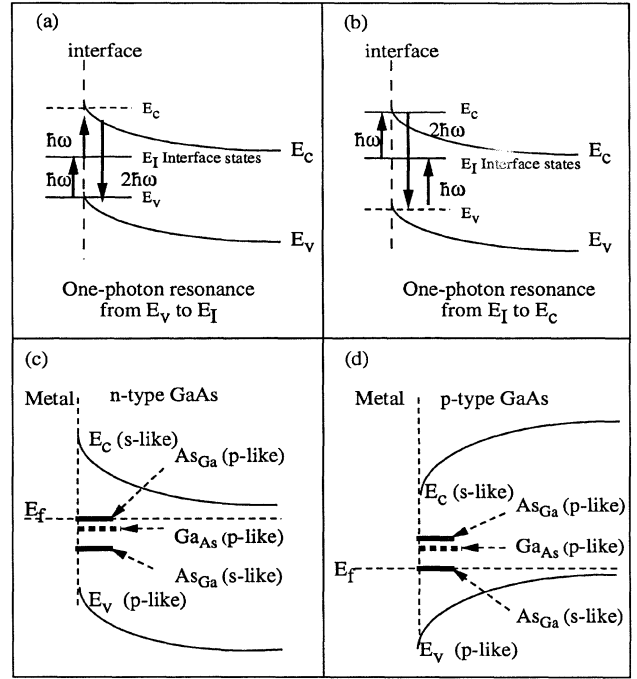 (a)
interface
E_c
ħω
E_c
E_I Interface states
ħω
2ħω
E_v
E_v
One-photon resonance
from E_v to E_I
(b)
interface
E_c
ħω
2ħω
E_c
E_I Interface states
ħω
E_v
E_v
One-photon resonance
from E_I to E_c
(c)
Metal
n-type GaAs
E_C (s-like)
As_Ga (p-like)
E_f
Ga_As (p-like)
As_Ga (s-like)
E_v (p-like)
(d)
Metal
p-type GaAs
E_C (s-like)
As_Ga (p-like)
Ga_As (p-like)
E_f
As_Ga (s-like)
E_v (p-like)